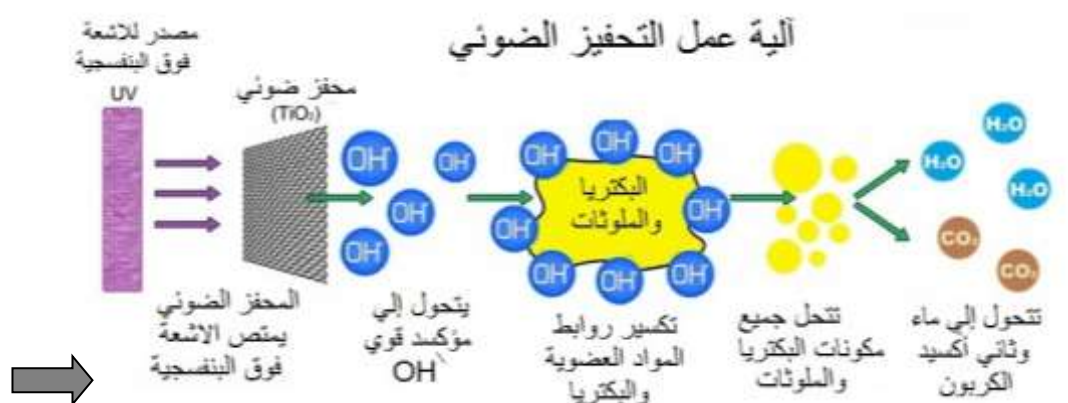 آلية عمل التحفيز الضوئي
مصدر للاشعة
فوق البنفسجية
UV
محفز ضوئي
(TiO₂)
OH·
OH·
OH·
OH·
OH·
OH·
OH·
OH·
OH·
OH·
OH·
OH·
البكتريا
والملوثات
H₂O
H₂O
H₂O
CO₂
CO₂
المحفز الضوئي
يمتص الاشعة
فوق البنفسجية
يتحول إلي
مؤكسد قوي
OH\
تكسير روابط
المواد العضوية
والبكتريا
تتحل جميع
مكونات البكتريا
والملوثات
تتحول إلي ماء
وثاني أكسيد
الكربون